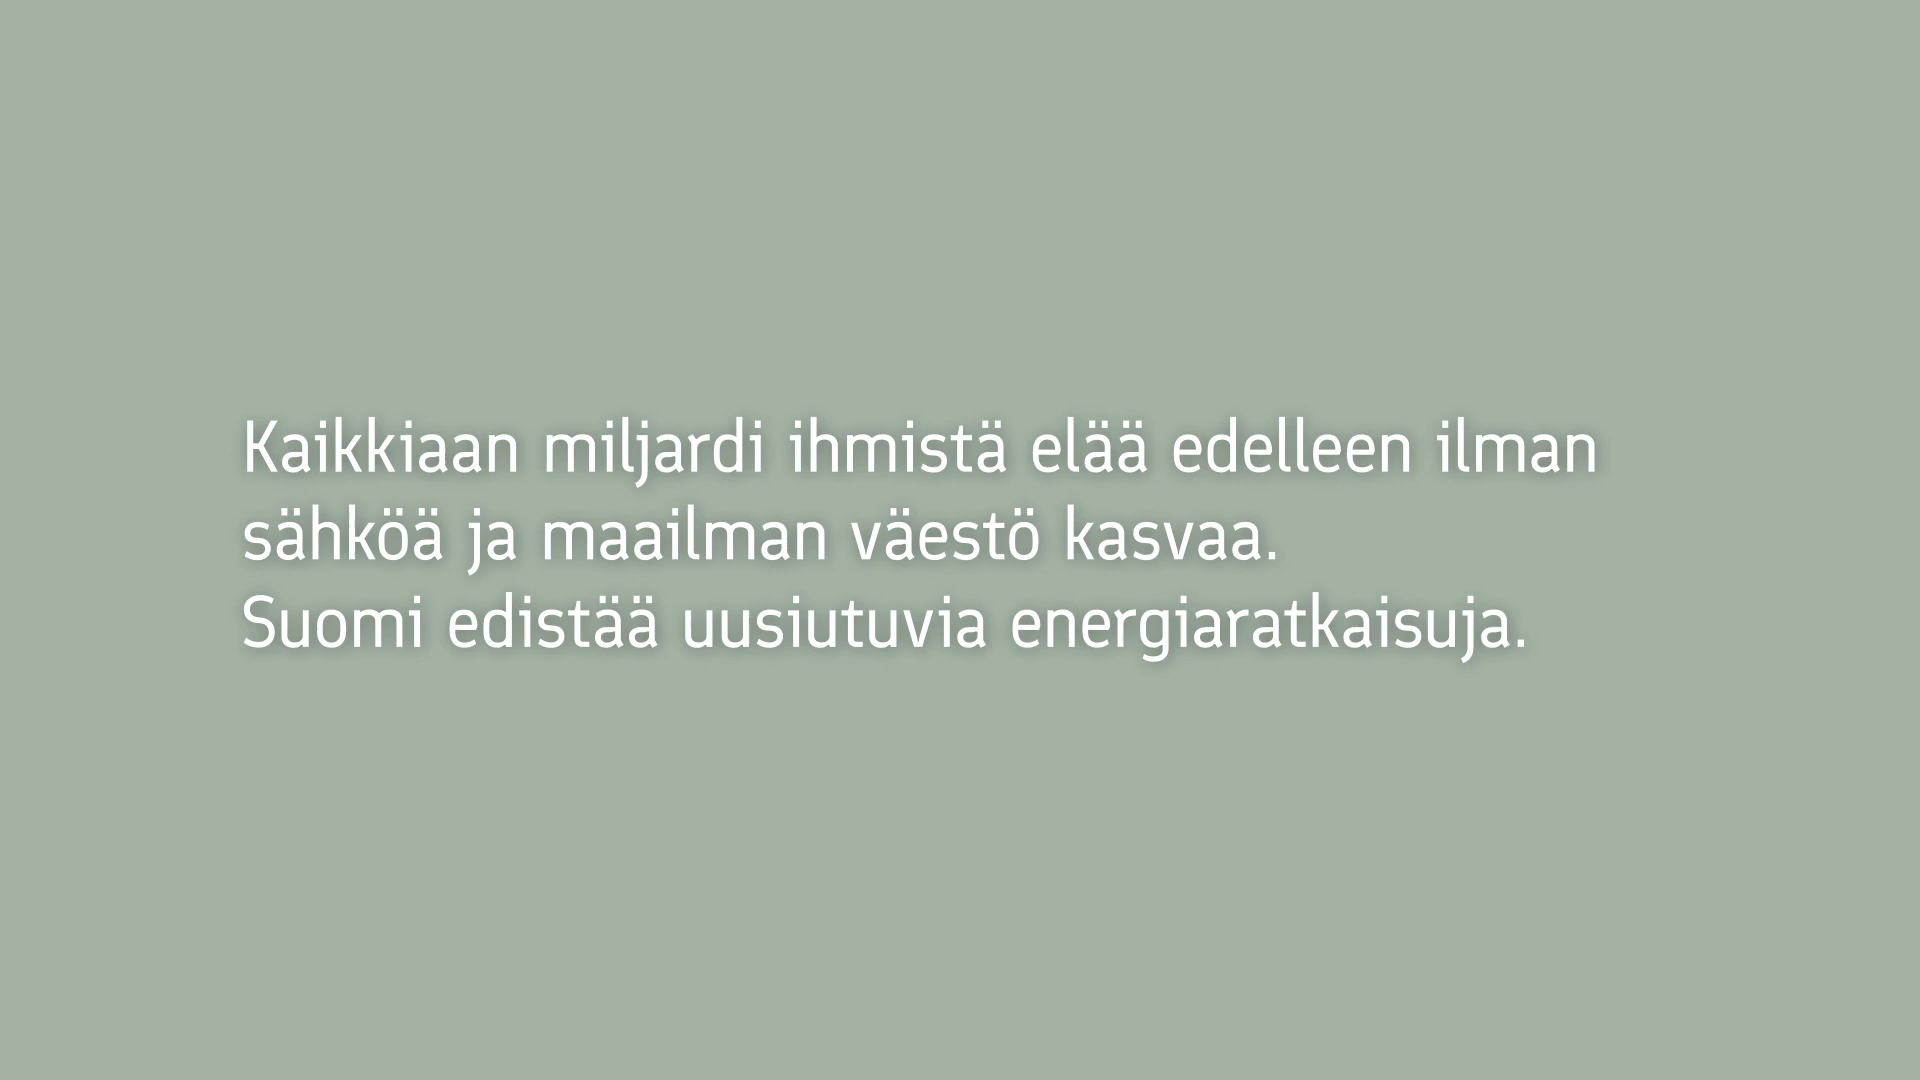 Kaikkiaan miljardi ihmistä elää edelleen ilman
sähköä ja maailman väestö kasvaa.
Suomi edistää uusiutuvia energiaratkaisuja.